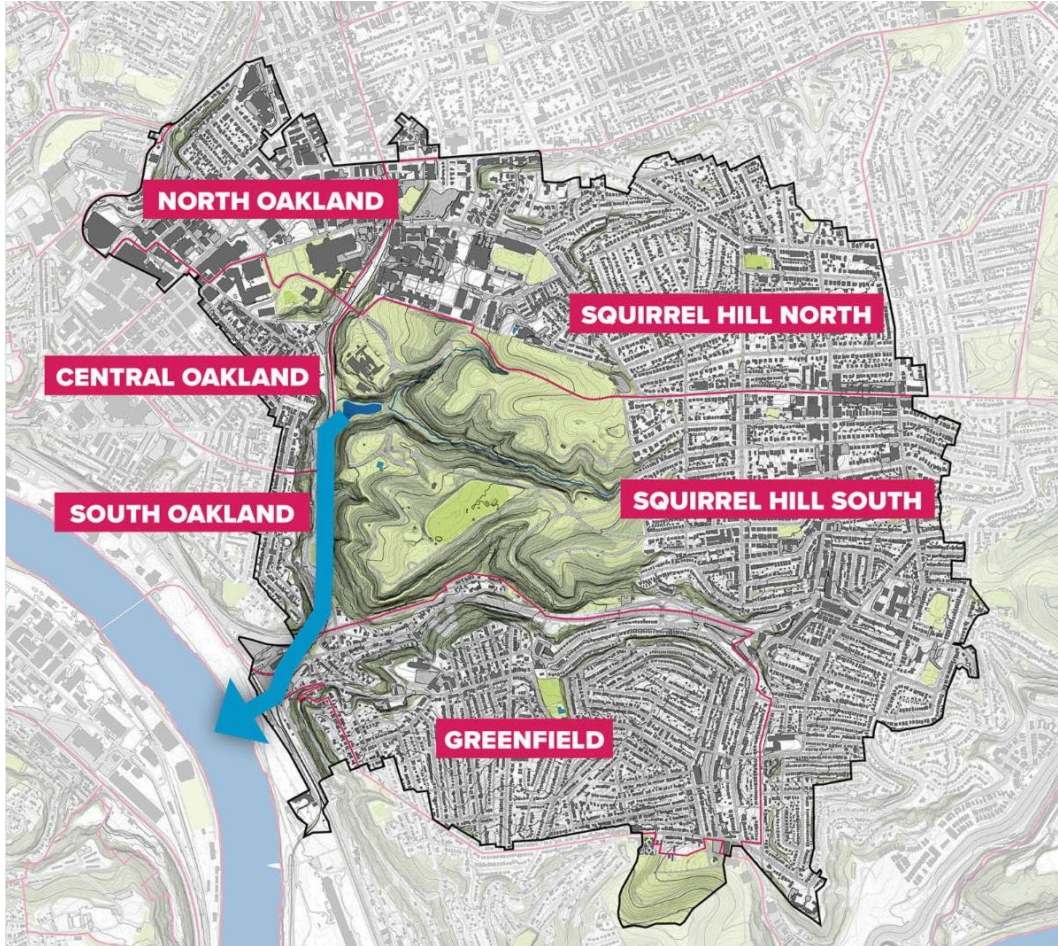 NORTH OAKLAND
SQUIRREL HILL NORTH
CENTRAL OAKLAND
SQUIRREL HILL SOUTH
SOUTH OAKLAND
GREENFIELD